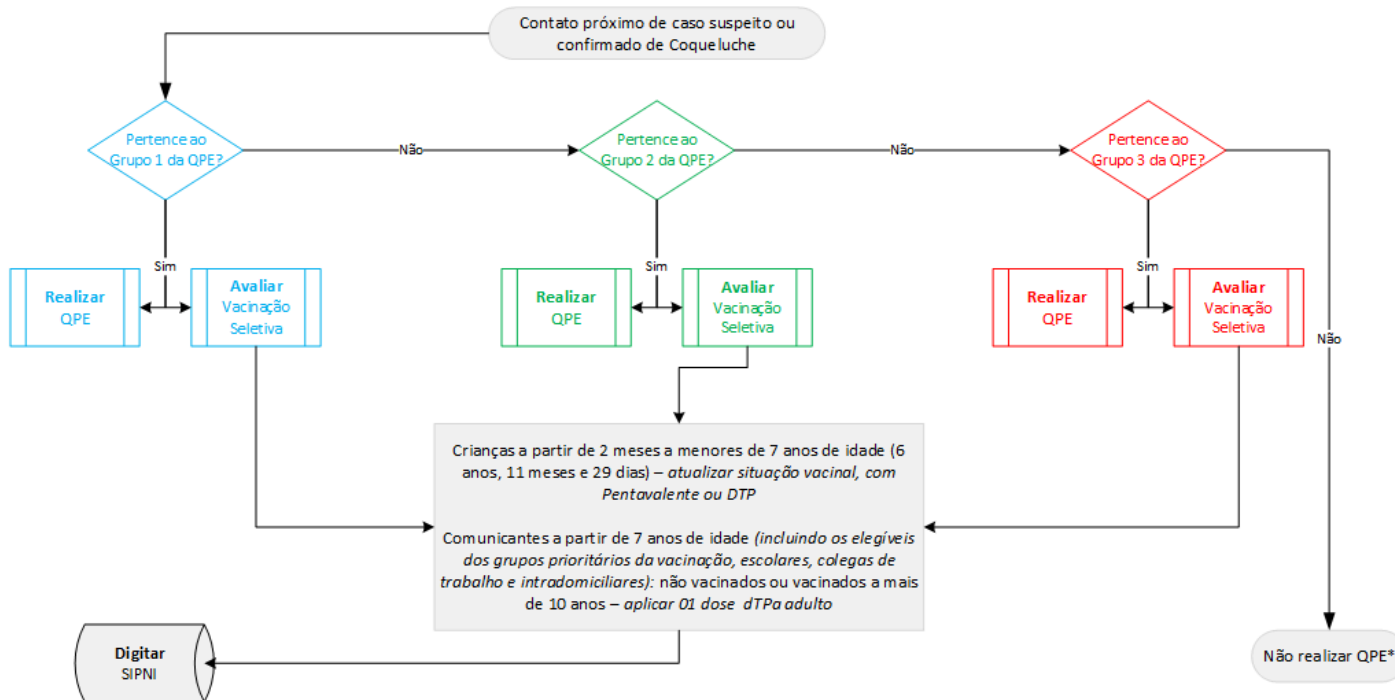 Contato próximo de caso suspeito ou
confirmado de Coqueluche
Pertence ao
Grupo 1 da QPE?
Não
Pertence ao
Grupo 2 da QPE?
Não
Pertence ao
Grupo 3 da QPE?
Sim
Sim
Sim
Realizar
QPE
Avaliar
Vacinação
Seletiva
Realizar
QPE
Avaliar
Vacinação
Seletiva
Realizar
QPE
Avaliar
Vacinação
Seletiva
Não
Crianças a partir de 2 meses a menores de 7 anos de idade (6
anos, 11 meses e 29 dias) – atualizar situação vacinal, com
Pentavalente ou DTP
Comunicantes a partir de 7 anos de idade (incluindo os elegíveis
dos grupos prioritários da vacinação, escolares, colegas de
trabalho e intradomiciliares): não vacinados ou vacinados a mais
de 10 anos – aplicar 01 dose dTPa adulto
Digitar
SIPNI
Não realizar QPE*